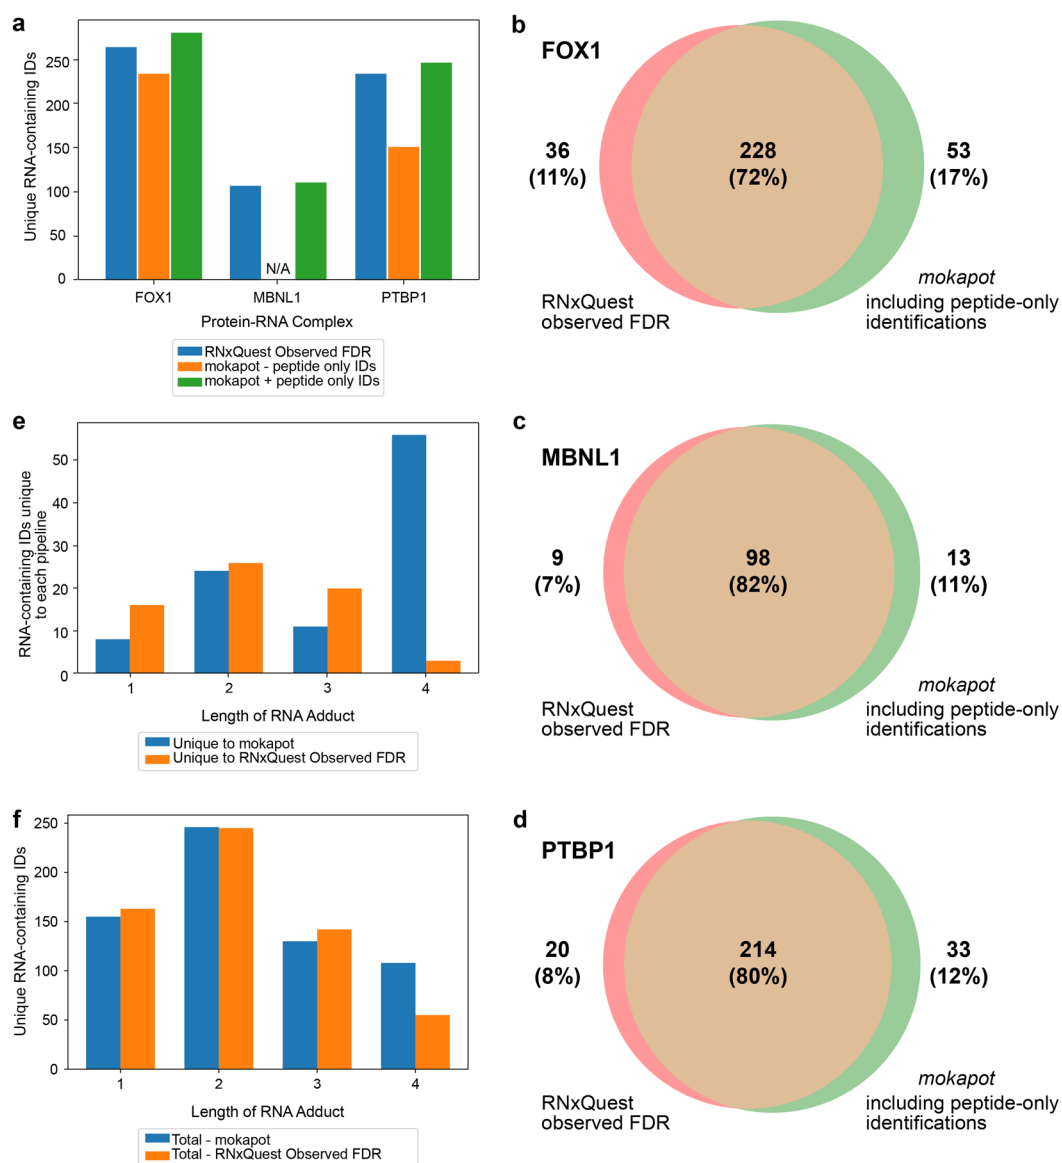 a
Unique RNA-containing IDs
250
200
150
100
50
0
N/A
FOX1
MBNL1
PTBP1
Protein-RNA Complex
RNxQuest Observed FDR
mokapot - peptide only IDs
mokapot + peptide only IDs
b
FOX1
36
(11%)
228
(72%)
53
(17%)
RNxQuest
observed FDR
mokapot
including peptide-only
identifications
e
RNA-containing IDs unique
to each pipeline
50
40
30
20
10
0
1
2
3
4
Length of RNA Adduct
Unique to mokapot
Unique to RNxQuest Observed FDR
c
MBNL1
9
(7%)
98
(82%)
13
(11%)
RNxQuest
observed FDR
mokapot
including peptide-only
identifications
f
Unique RNA-containing IDs
250
200
150
100
50
0
1
2
3
4
Length of RNA Adduct
Total - mokapot
Total - RNxQuest Observed FDR
d
PTBP1
20
(8%)
214
(80%)
33
(12%)
RNxQuest
observed FDR
mokapot
including peptide-only
identifications